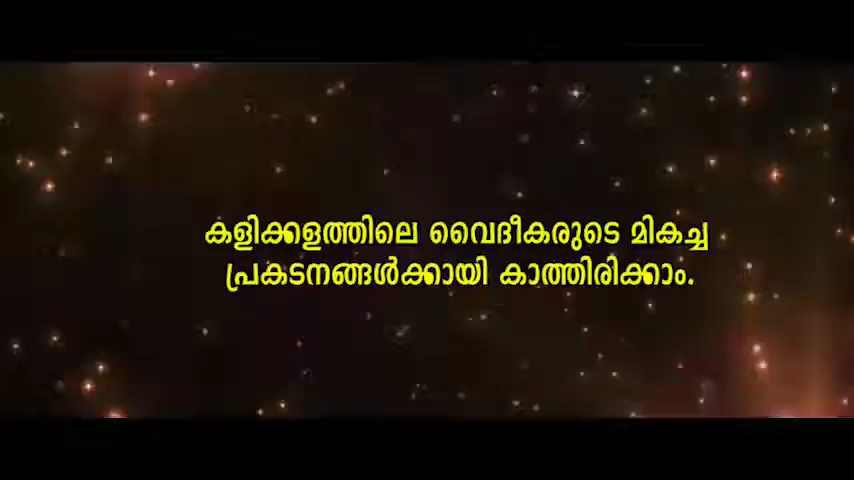 കളിക്കളത്തിലെ വൈദീകരുടെ മികച്ച
പ്രകടനങ്ങൾക്കായി കാത്തിരിക്കാം.